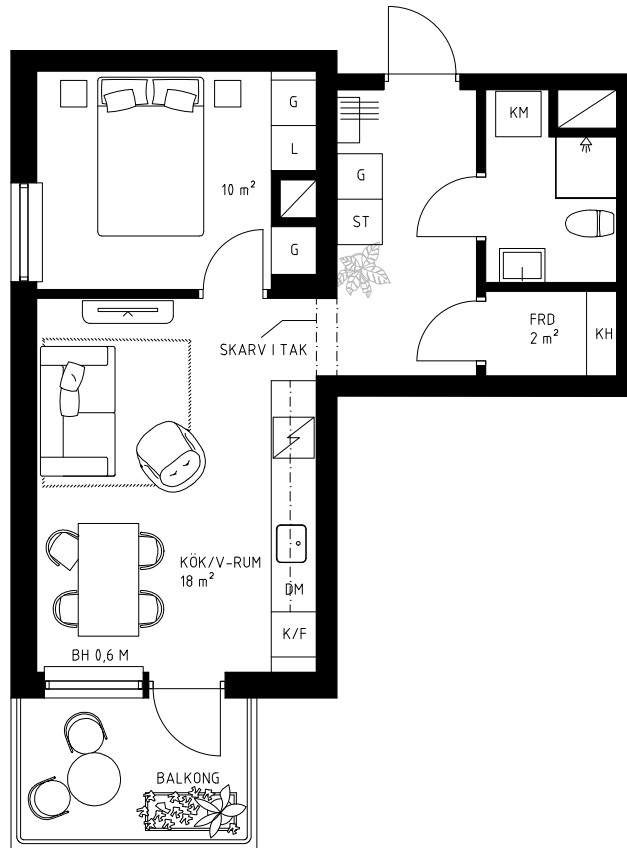 G
KM
L
G
10 m²
ST
G
FRD
2 m²
KH
SKARV I TAK
KÖK/V-RUM
18 m²
DM
K/F
BH 0,6 M
BALKONG